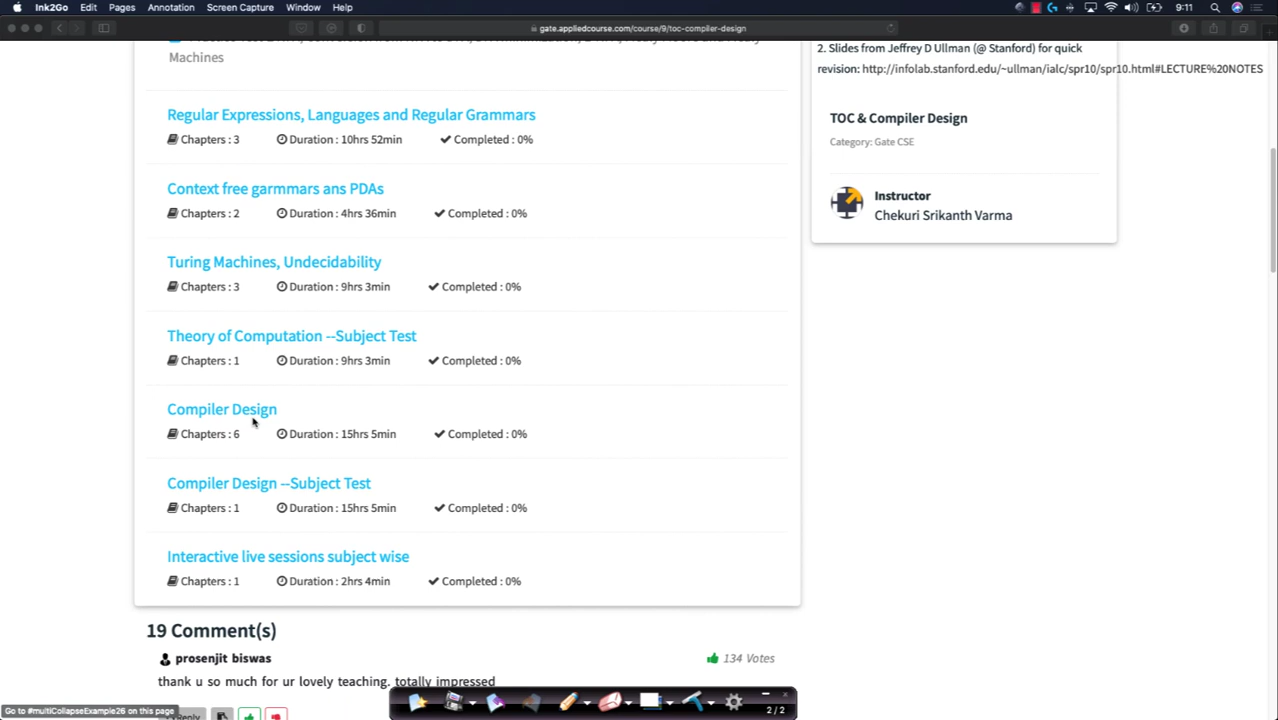 Ink2Go Edit Pages Annotation Screen Capture Window Help 9:11
gate.appliedcourse.com/course/9/toc-compiler-design
Machines
Regular Expressions, Languages and Regular Grammars
Chapters : 3 Duration : 10hrs 52min Completed : 0%
Context free garmmars ans PDAs
Chapters : 2 Duration : 4hrs 36min Completed : 0%
Turing Machines, Undecidability
Chapters : 3 Duration : 9hrs 3min Completed : 0%
Theory of Computation --Subject Test
Chapters : 1 Duration : 9hrs 3min Completed : 0%
Compiler Design
Chapters : 6 Duration : 15hrs 5min Completed : 0%
Compiler Design --Subject Test
Chapters : 1 Duration : 15hrs 5min Completed : 0%
Interactive live sessions subject wise
Chapters : 1 Duration : 2hrs 4min Completed : 0%
19 Comment(s)
prosenjit biswas 134 Votes
thank u so much for ur lovely teaching. totally impressed
Reply
Go to #multiCollapseExample26 on this page
2 / 2
2. Slides from Jeffrey D Ullman (@ Stanford) for quick
revision: http://infolab.stanford.edu/~ullman/ialc/spr10/spr10.html#LECTURE%20NOTES
TOC & Compiler Design
Category: Gate CSE
Instructor
Chekuri Srikanth Varma